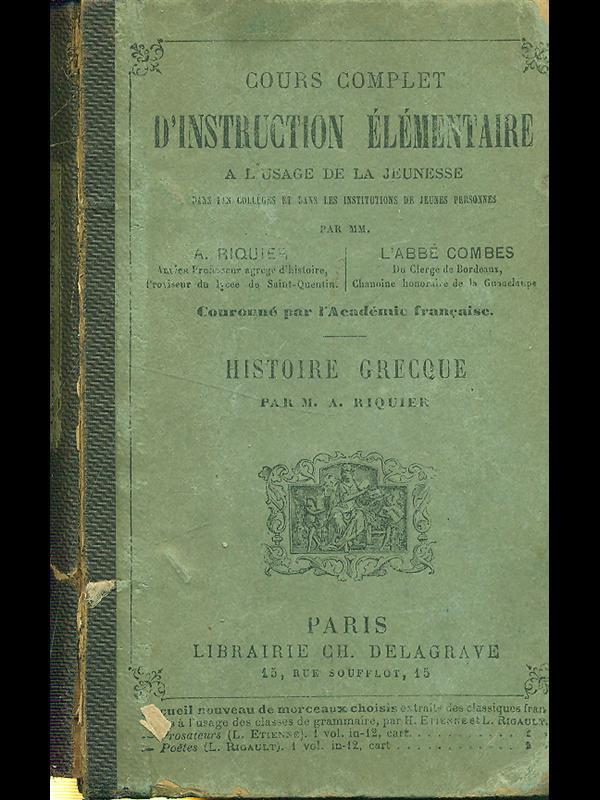 COURS COMPLET
D'INSTRUCTION ÉLÉMENTAIRE
A L'USAGE DE LA JEUNESSE
DANS LES COLLÉGES ET DANS LES INSTITUTIONS DE JEUNES PERSONNES
PAR MM.
A. RIQUIER,
Ancien Professeur agrégé d'histoire,
Proviseur du lycée de Saint-Quentin.
L'ABBÉ COMBES
Du Clergé de Bordeaux,
Chanoine honoraire de la Guadeloupe
Couronné par l'Académie française.
HISTOIRE GRECQUE
PAR M. A. RIQUIER
PARIS
LIBRAIRIE CH. DELAGRAVE
15, RUE SOUFFLOT, 15
cueil nouveau de morceaux choisis extraits des classiques fran
à l'usage des classes de grammaire, par H. ETIENNE et L. RIGAULT.
— Prosateurs (L. ETIENNE). 1 vol. in-12, cart. . . . . . . . . . . .
— Poëtes (L. RIGAULT). 1 vol. in-12, cart . . . . . . . . . . . .